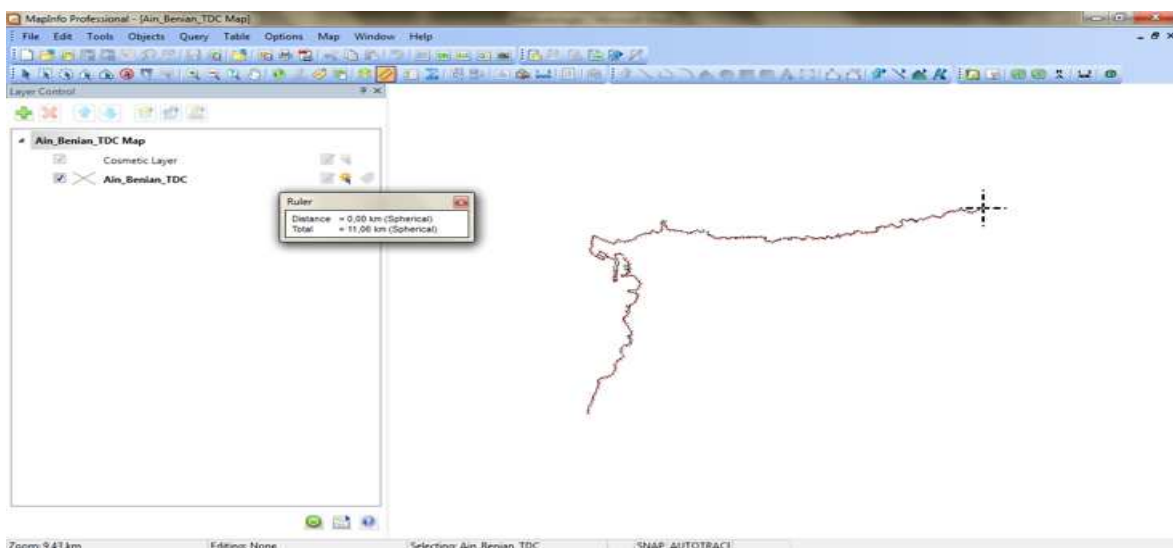 MapInfo Professional - [Ain_Benian_TDC Map]
File Edit Tools Objects Query Table Options Map Window Help
Layer Control
Ain_Benian_TDC Map
Cosmetic Layer
Ain_Benian_TDC
Ruler
Distance = 0,00 km (Spherical)
Total = 11,06 km (Spherical)
Zoom: 9.43 km Editing: None Selecting: Ain_Benian_TDC SNAP AUTOTRACE